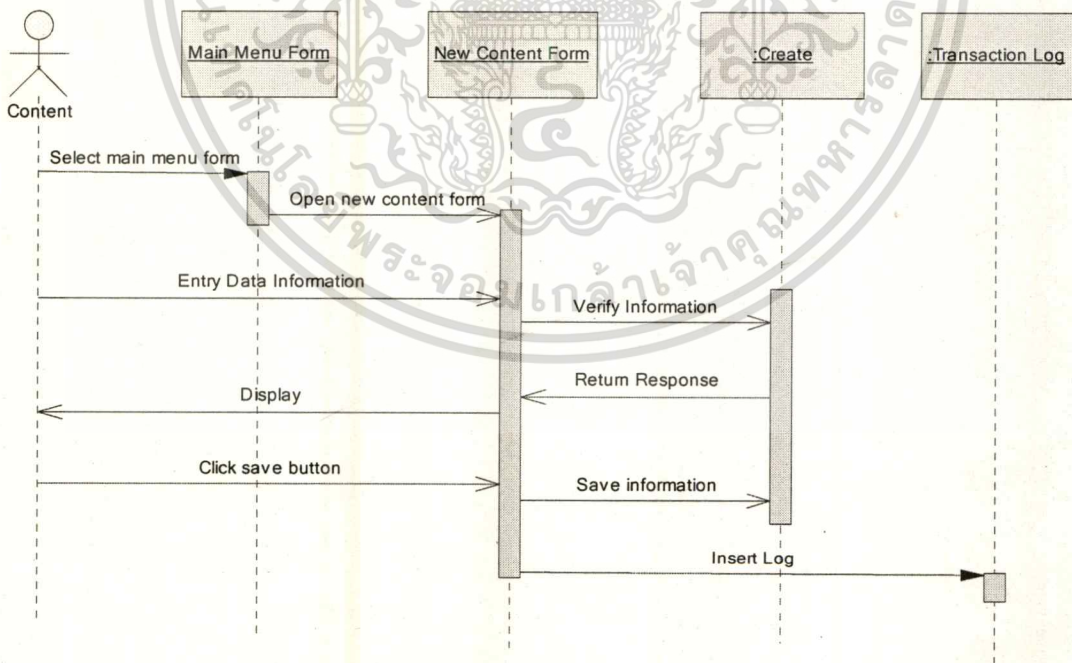 Main Menu Form
New Content Form
:Create
:Transaction Log
Content
Select main menu form
Open new content form
Entry Data Information
Verify Information
Return Response
Display
Click save button
Save information
Insert Log